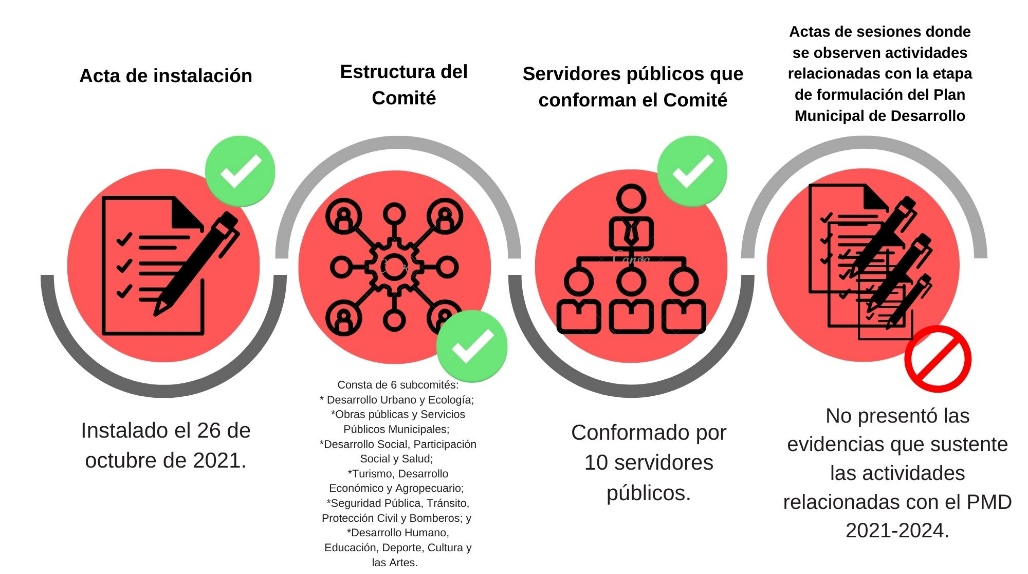 Acta de instalación
Instalado el 26 de
octubre de 2021.
Estructura del
Comité
Consta de 6 subcomités:
* Desarrollo Urbano y Ecología;
*Obras públicas y Servicios
Públicos Municipales;
*Desarrollo Social, Participación
Social y Salud;
*Turismo, Desarrollo
Económico y Agropecuario;
*Seguridad Pública, Tránsito,
Protección Civil y Bomberos; y
*Desarrollo Humano,
Educación, Deporte, Cultura y
las Artes.
Servidores públicos que
conforman el Comité
Canva
Conformado por
10 servidores
públicos.
Actas de sesiones donde
se observen actividades
relacionadas con la etapa
de formulación del Plan
Municipal de Desarrollo
No presentó las
evidencias que sustente
las actividades
relacionadas con el PMD
2021-2024.